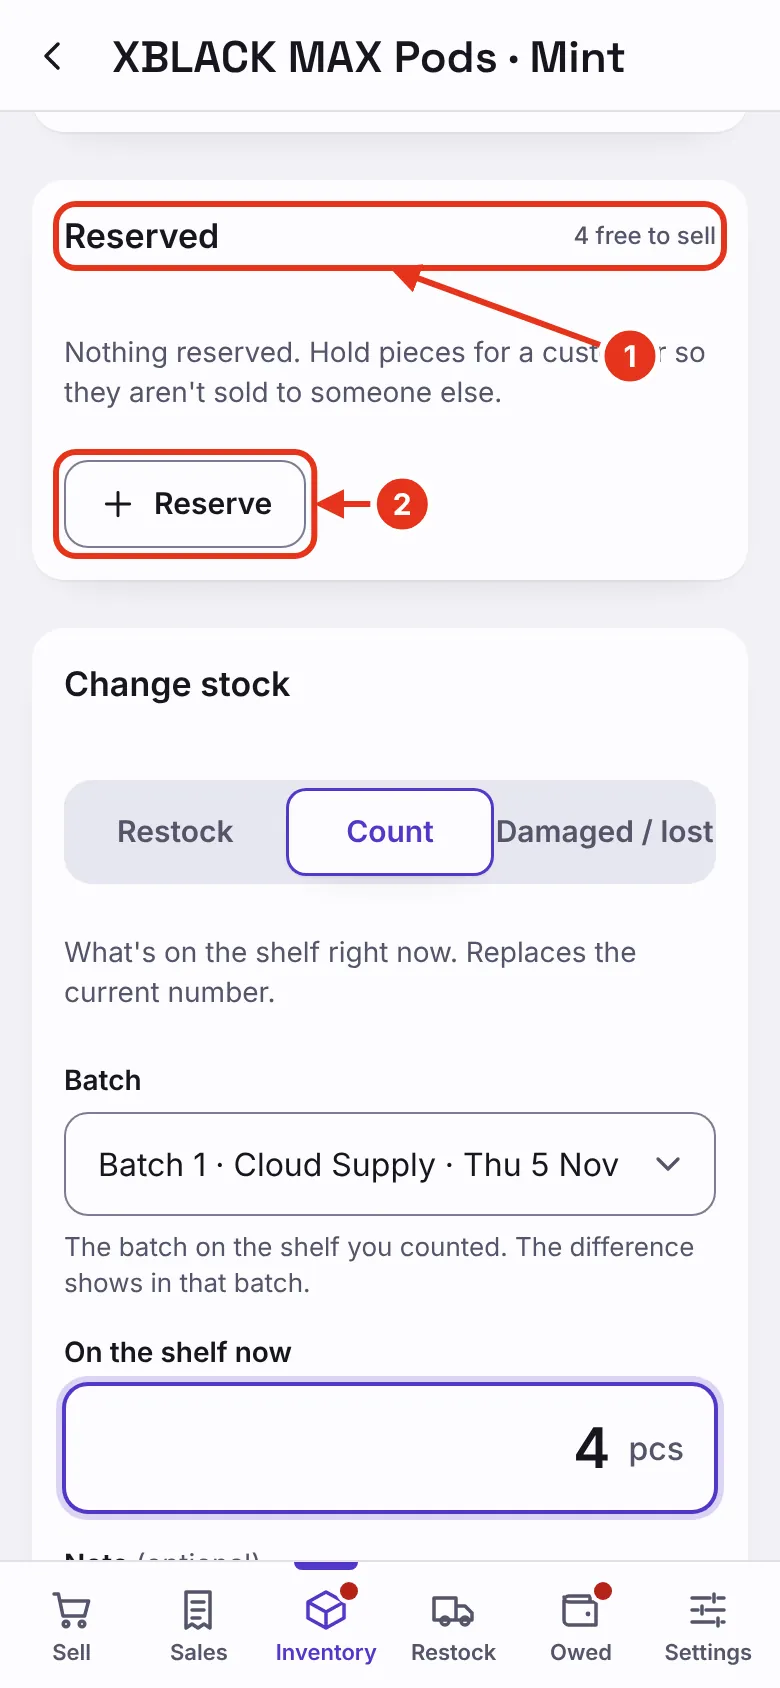 XBLACK MAX Pods · Mint
Reserved
4 free to sell
Nothing reserved. Hold pieces for a so
1
they aren't sold to someone else.
+ Reserve
2
Change stock
Restock
Count
Damaged / lost
What's on the shelf right now. Replaces the
current number.
Batch
Batch 1 · Cloud Supply · Thu 5 Nov
The batch on the shelf you counted. The difference
shows in that batch.
On the shelf now
4 pcs
Note (optional)
Sell
Sales
Inventory
Restock
Owed
Settings